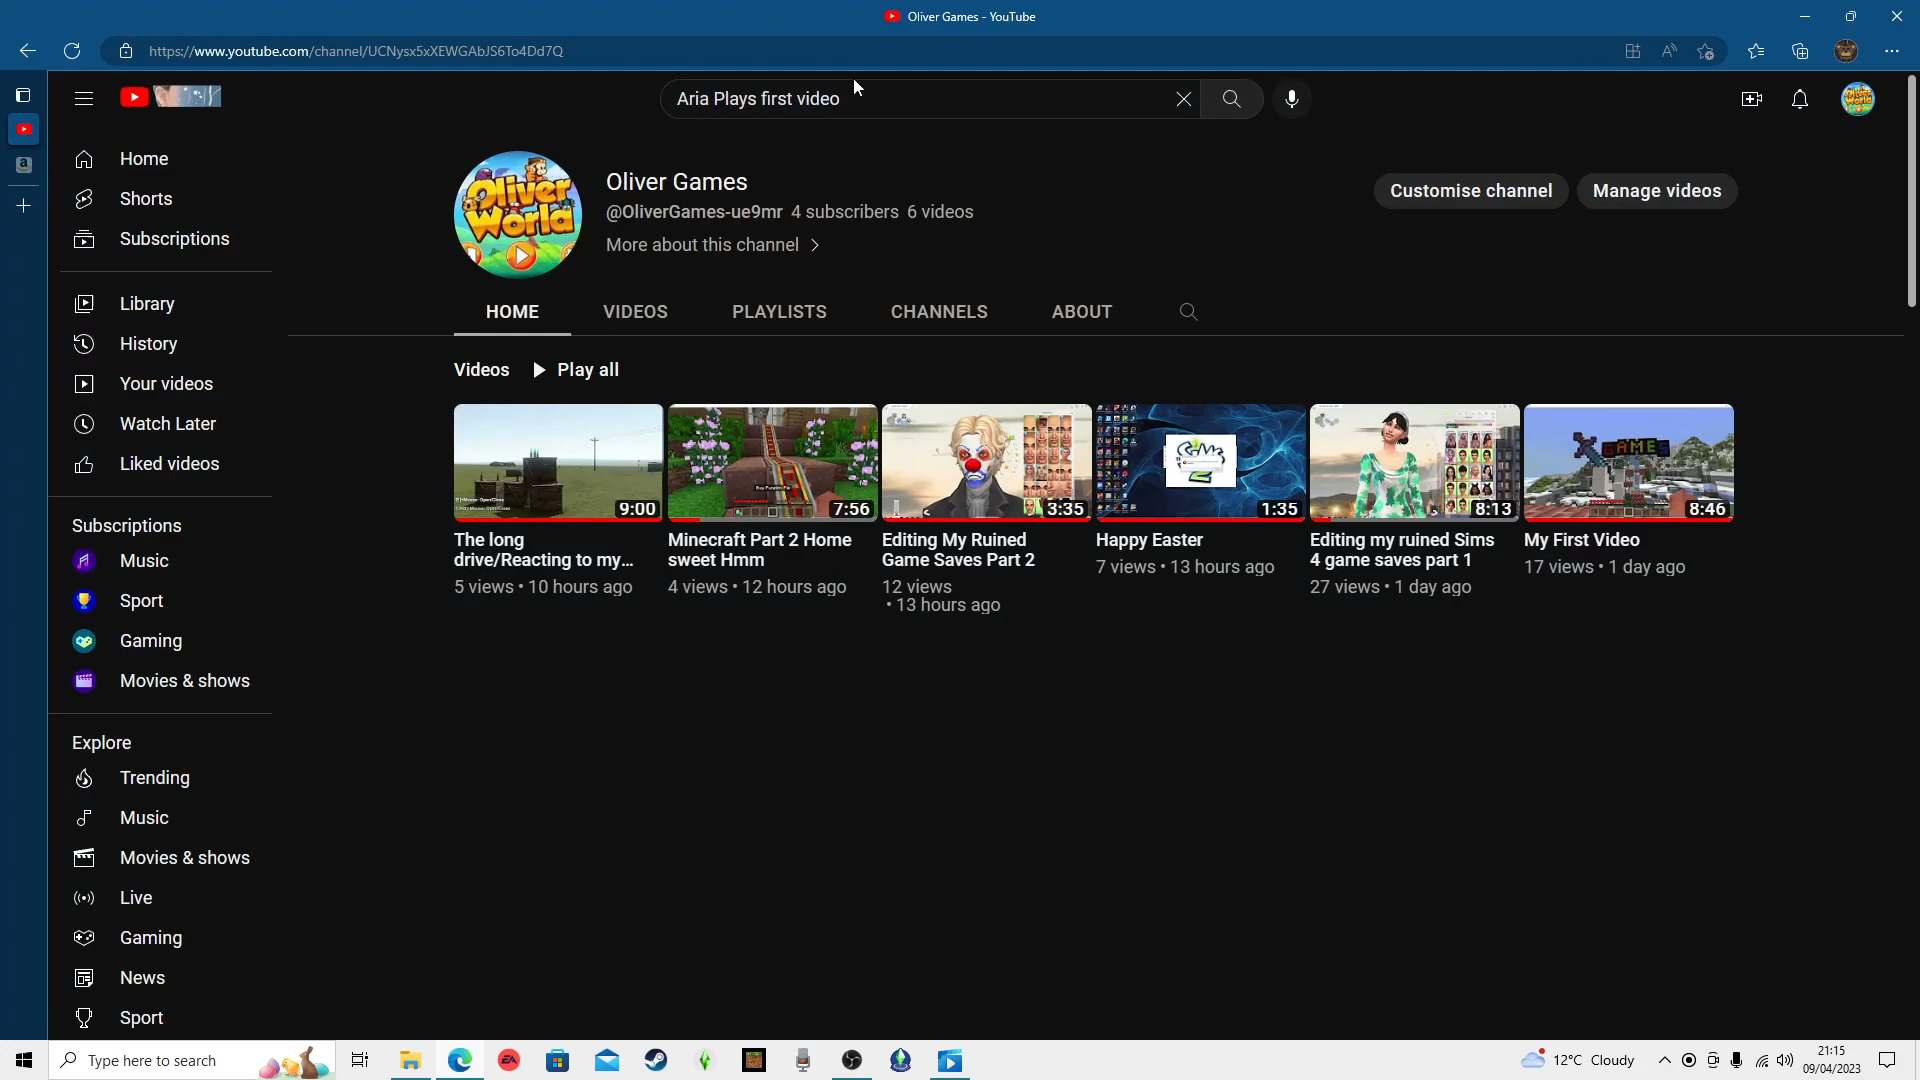 Oliver Games - YouTube
https://www.youtube.com/channel/UCNysx5xXEWGAbJS6To4Dd7Q
Aria Plays first video
Home
Shorts
Subscriptions
Library
History
Your videos
Watch Later
Liked videos
Subscriptions
Music
Sport
Gaming
Movies & shows
Explore
Trending
Music
Movies & shows
Live
Gaming
News
Sport
Oliver
World
Oliver Games
@OliverGames-ue9mr 4 subscribers 6 videos
More about this channel
Customise channel
Manage videos
HOME
VIDEOS
PLAYLISTS
CHANNELS
ABOUT
Videos
Play all
9:00
The long
drive/Reacting to my...
5 views • 10 hours ago
7:56
Minecraft Part 2 Home
sweet Hmm
4 views • 12 hours ago
3:35
Editing My Ruined
Game Saves Part 2
12 views
• 13 hours ago
1:35
Happy Easter
7 views • 13 hours ago
8:13
Editing my ruined Sims
4 game saves part 1
27 views • 1 day ago
GAMES
8:46
My First Video
17 views • 1 day ago
Type here to search
EA
12°C Cloudy
21:15
09/04/2023